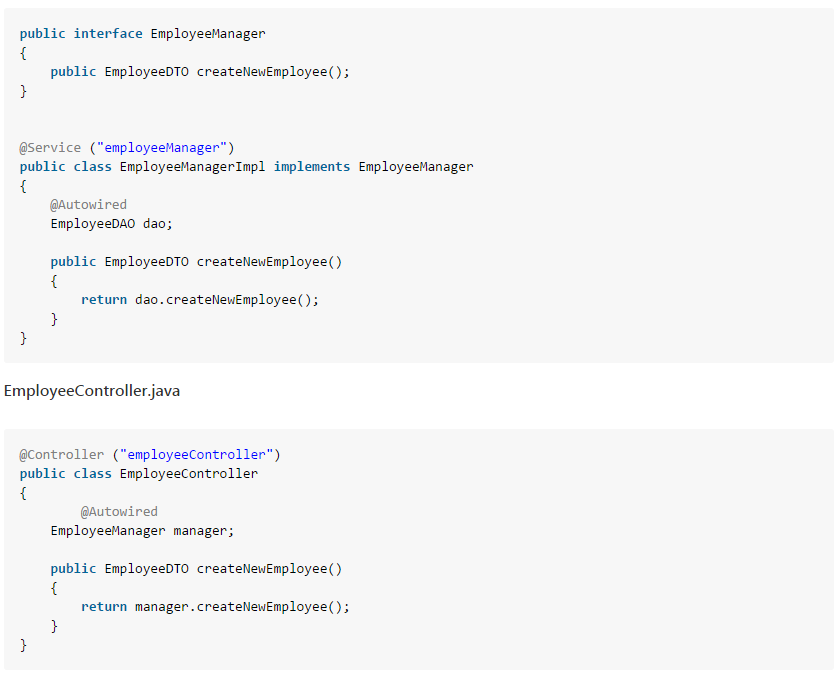 public interface EmployeeManager
{
    public EmployeeDTO createNewEmployee();
}
@Service ("employeeManager")
public class EmployeeManagerImpl implements EmployeeManager
{
    @Autowired
    EmployeeDAO dao;
    public EmployeeDTO createNewEmployee()
    {
        return dao.createNewEmployee();
    }
}
EmployeeController.java
@Controller ("employeeController")
public class EmployeeController
{
        @Autowired
    EmployeeManager manager;
    public EmployeeDTO createNewEmployee()
    {
        return manager.createNewEmployee();
    }
}